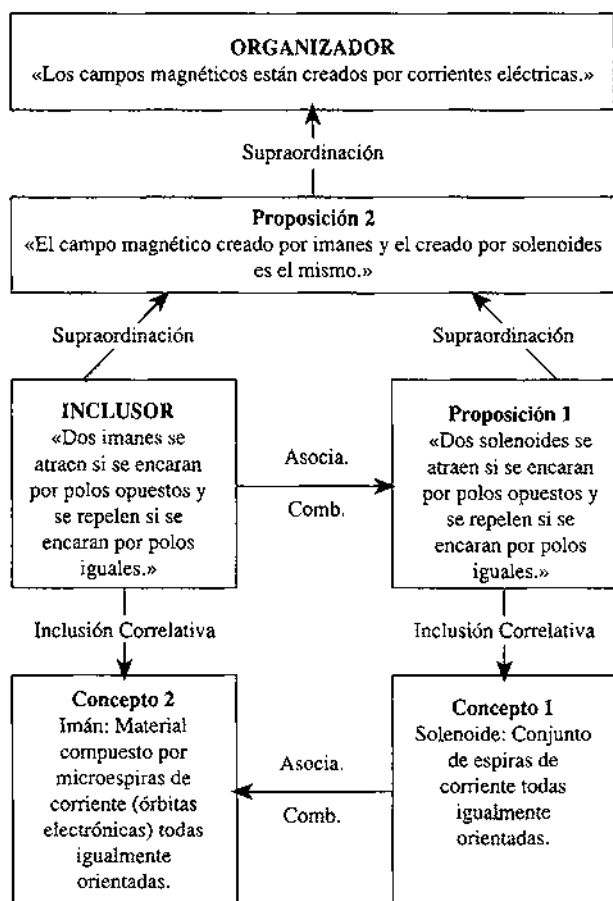 ORGANIZADOR
«Los campos magnéticos están creados por corrientes eléctricas.»
Supraordinación
Proposición 2
«El campo magnético creado por imanes y el creado por solenoides
es el mismo.»
Supraordinación
Supraordinación
INCLUSOR
«Dos imanes se
atraen si se encaran
por polos opuestos y
se repelen si se
encaran por polos
iguales.»
Asocia.
Comb.
Proposición 1
«Dos solenoides se
atraen si se encaran
por polos opuestos y
se repelen si se
encaran por polos
iguales.»
Inclusión Correlativa
Inclusión Correlativa
Concepto 2
Imán: Material
compuesto por
microespiras de
corriente (órbitas
electrónicas) todas
igualmente
orientadas.
Asocia.
Comb.
Concepto 1
Solenoide: Conjunto
de espiras de
corriente todas
igualmente
orientadas.